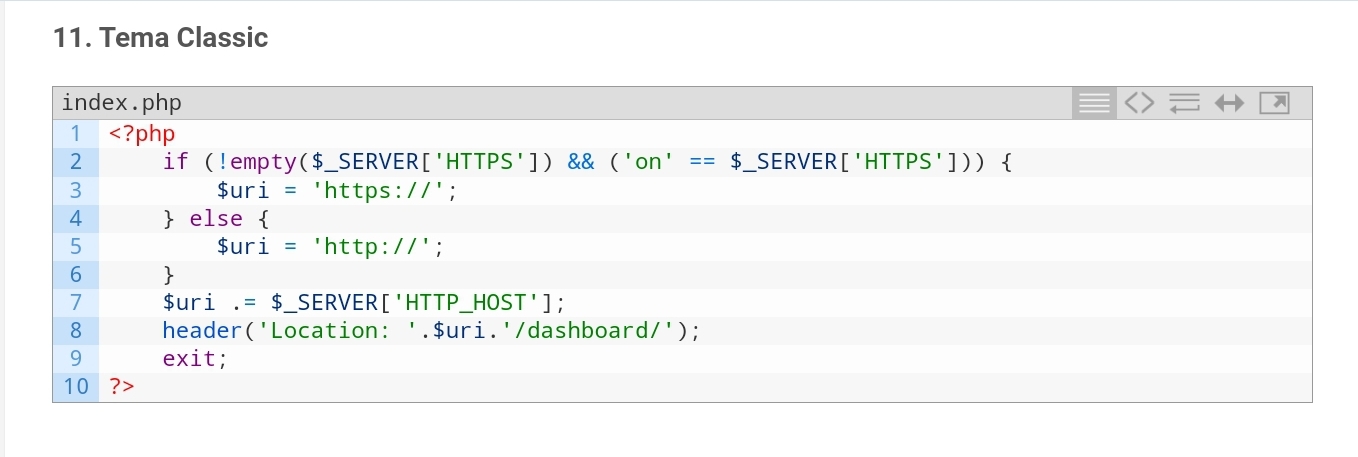 11. Tema Classic
index.php
1 <?php
2     if (!empty($_SERVER['HTTPS']) && ('on' == $_SERVER['HTTPS'])) {
3         $uri = 'https://';
4     } else {
5         $uri = 'http://';
6     }
7     $uri .= $_SERVER['HTTP_HOST'];
8     header('Location: '.$uri.'/dashboard/');
9     exit;
10 ?>